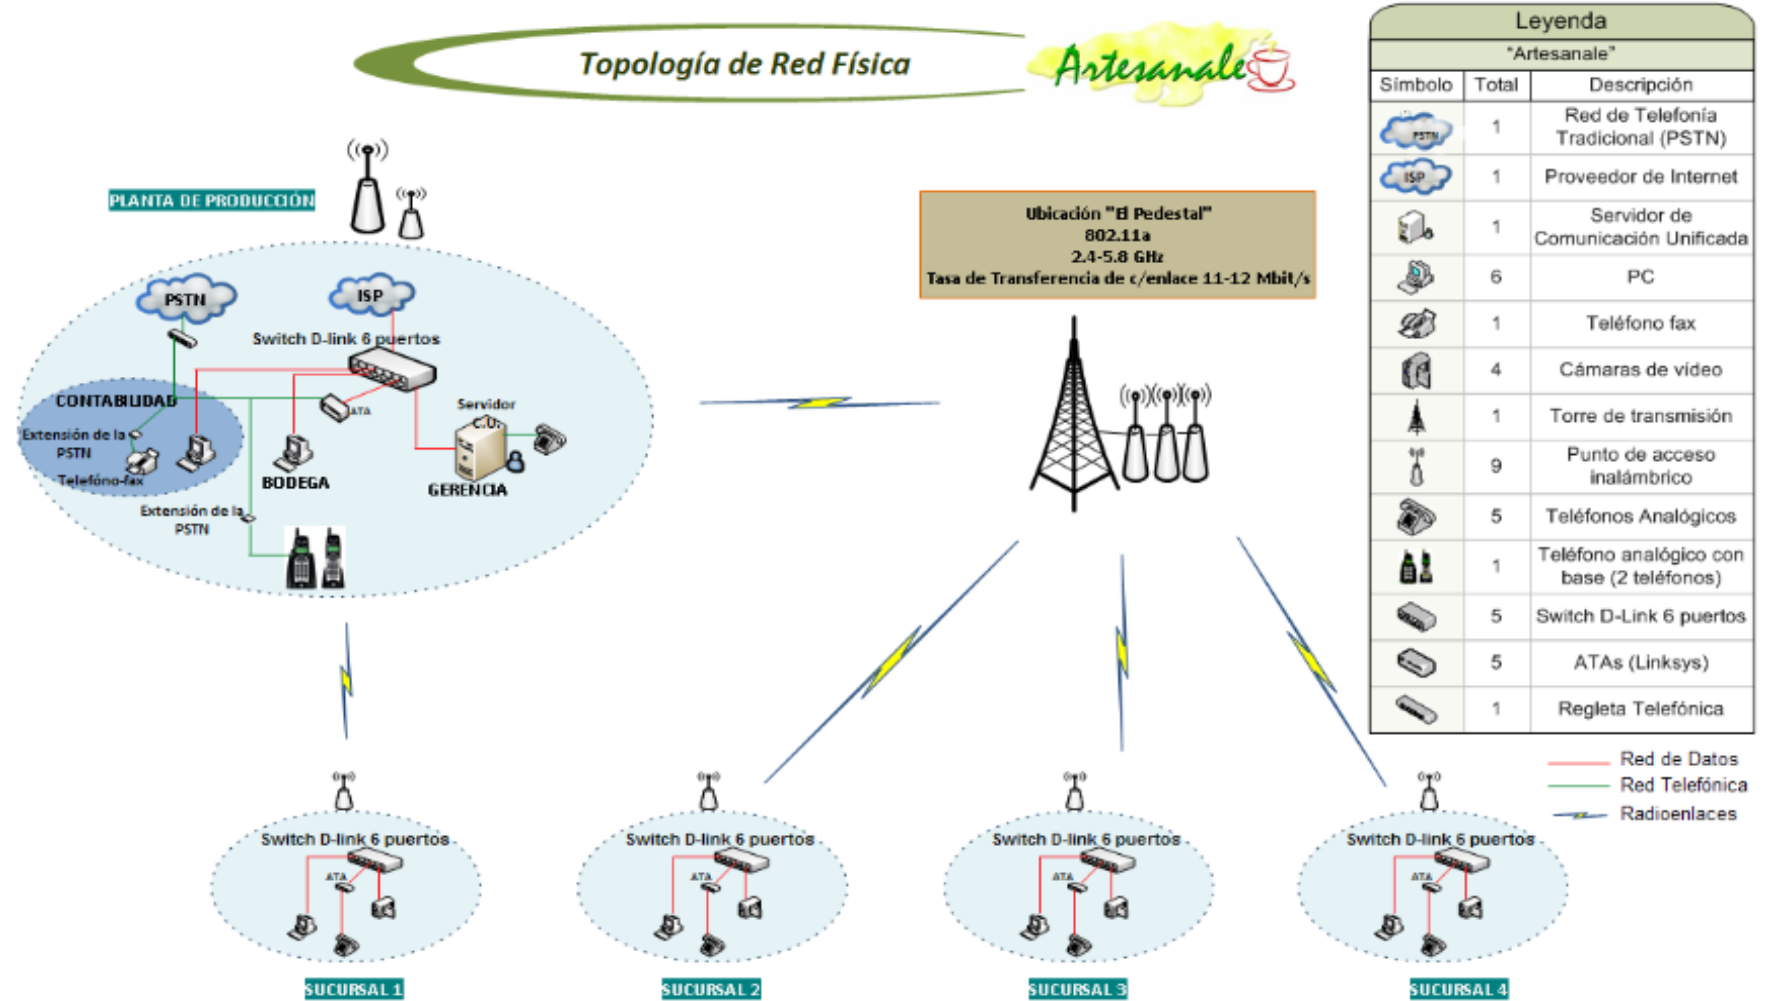 Topología de Red Física
Artesanale
Leyenda
"Artesanale"
Símbolo Total Descripción
PSTN 1 Red de Telefonía
Tradicional (PSTN)
ISP 1 Proveedor de Internet
1 Servidor de
Comunicación Unificada
6 PC
1 Teléfono fax
4 Cámaras de vídeo
1 Torre de transmisión
9 Punto de acceso
inalámbrico
5 Teléfonos Analógicos
1 Teléfono analógico con
base (2 teléfonos)
5 Switch D-Link 6 puertos
5 ATAs (Linksys)
1 Regleta Telefónica
Red de Datos
Red Telefónica
Radioenlaces
PLANTA DE PRODUCCIÓN
PSTN
ISP
Switch D-link 6 puertos
CONTABILIDAD
ATA
Servidor
C.U.
Extensión de la
PSTN
Telefóno-fax
BODEGA
GERENCIA
Extensión de la
PSTN
Ubicación "El Pedestal"
802.11a
2.4-5.8 GHz
Tasa de Transferencia de c/enlace 11-12 Mbit/s
Switch D-link 6 puertos
ATA
SUCURSAL 1
Switch D-link 6 puertos
ATA
SUCURSAL 2
Switch D-link 6 puertos
ATA
SUCURSAL 3
Switch D-link 6 puertos
ATA
SUCURSAL 4